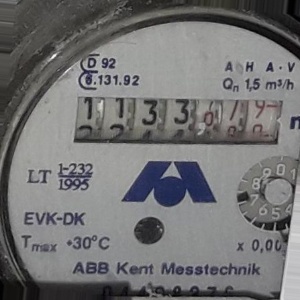 D 92
6.131.92
A H A · V
Qn 1,5 m³/h
1133
LT 1-232
1995
EVK-DK
Tmax +30°C
x 0,00
ABB Kent Messtechnik